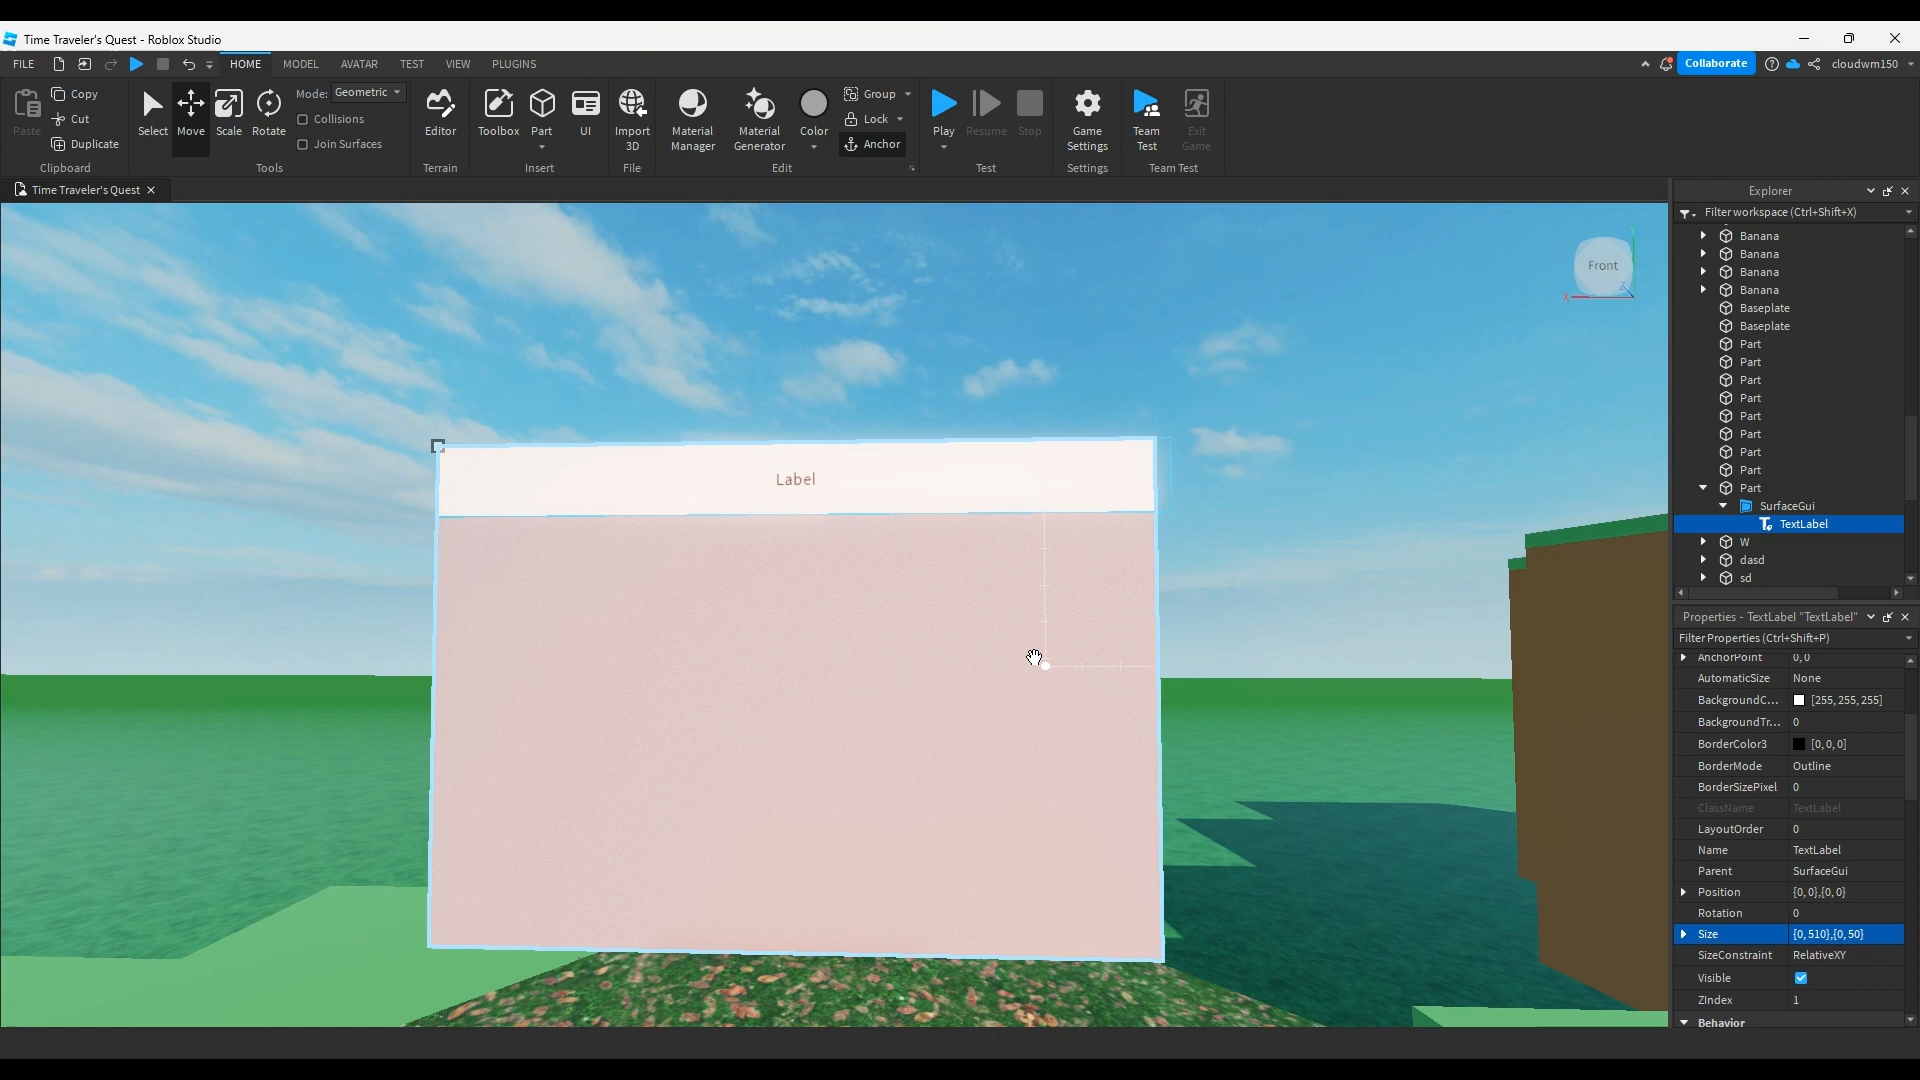 Time Traveler's Quest - Roblox Studio
FILE HOME MODEL AVATAR TEST VIEW PLUGINS Collaborate cloudwm150
Paste Copy Cut Duplicate Clipboard
Select Move Scale Rotate Mode: Geometric Collisions Join Surfaces Tools
Editor Terrain
Toolbox Part UI Insert
Import 3D File
Material Manager Material Generator Color Group Lock Anchor Edit
Play Resume Stop Test
Game Settings Settings
Team Test Exit Game Team Test
Time Traveler's Quest
Front
X
Label
Explorer
Filter workspace (Ctrl+Shift+X)
Banana
Banana
Banana
Banana
Baseplate
Baseplate
Part
Part
Part
Part
Part
Part
Part
Part
Part
SurfaceGui
TextLabel
W
dasd
sd
Properties - TextLabel "TextLabel"
Filter Properties (Ctrl+Shift+P)
AnchorPoint 0,0
AutomaticSize None
BackgroundC... [255, 255, 255]
BackgroundTr... 0
BorderColor3 [0, 0, 0]
BorderMode Outline
BorderSizePixel 0
ClassName TextLabel
LayoutOrder 0
Name TextLabel
Parent SurfaceGui
Position {0, 0},{0, 0}
Rotation 0
Size {0, 510},{0, 50}
SizeConstraint RelativeXY
Visible
ZIndex 1
Behavior